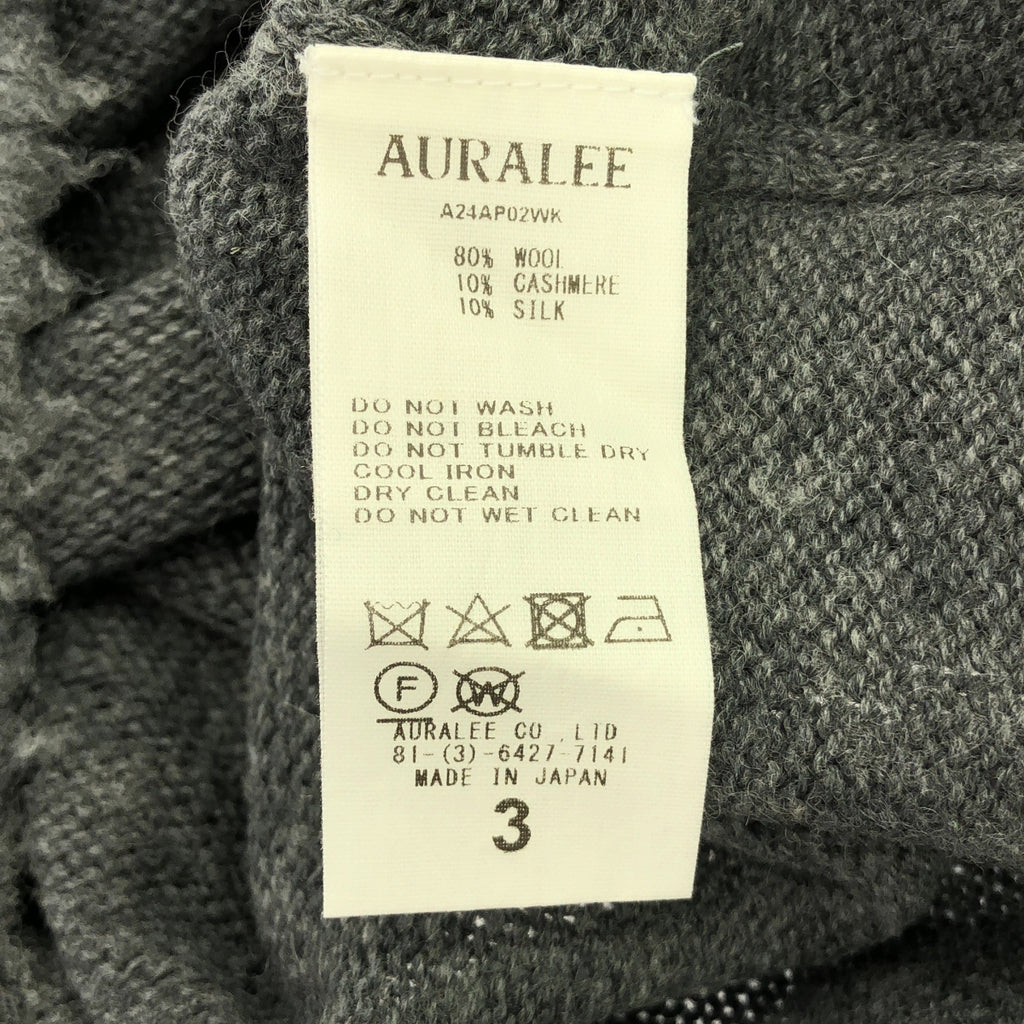 AURALEE
A24AP02WK
80% WOOL
10% CASHMERE
10% SILK
DO NOT WASH
DO NOT BLEACH
DO NOT TUMBLE DRY
COOL IRON
DRY CLEAN
DO NOT WET CLEAN
F W
AURALEE CO.,LTD
81-(3)-6427-7141
MADE IN JAPAN
3